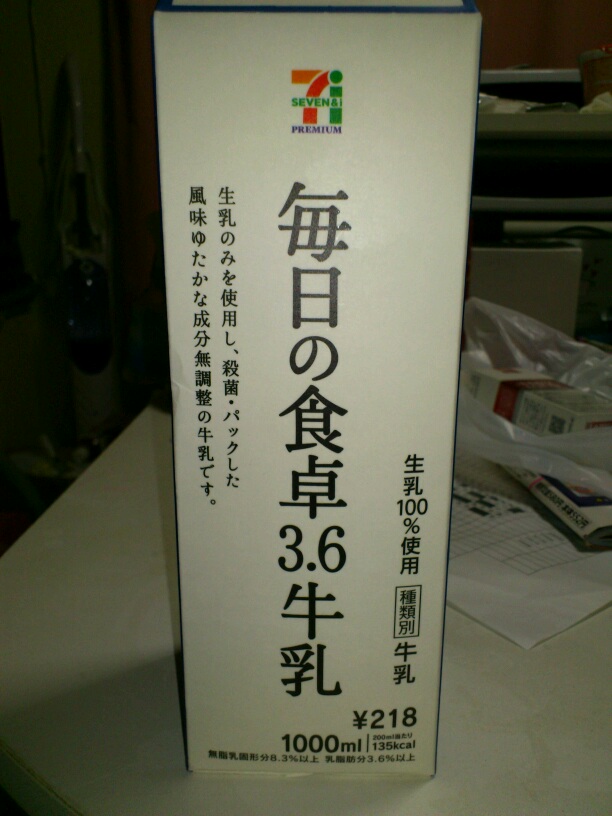 SEVEN&i
PREMIUM
毎日の食卓3.6牛乳
生乳のみを使用し、殺菌・パックした
風味ゆたかな成分無調整の牛乳です。
生乳100%使用
種類別 牛乳
¥218
1000ml
200ml当たり
135kcal
無脂乳固形分8.3%以上 乳脂肪分3.6%以上